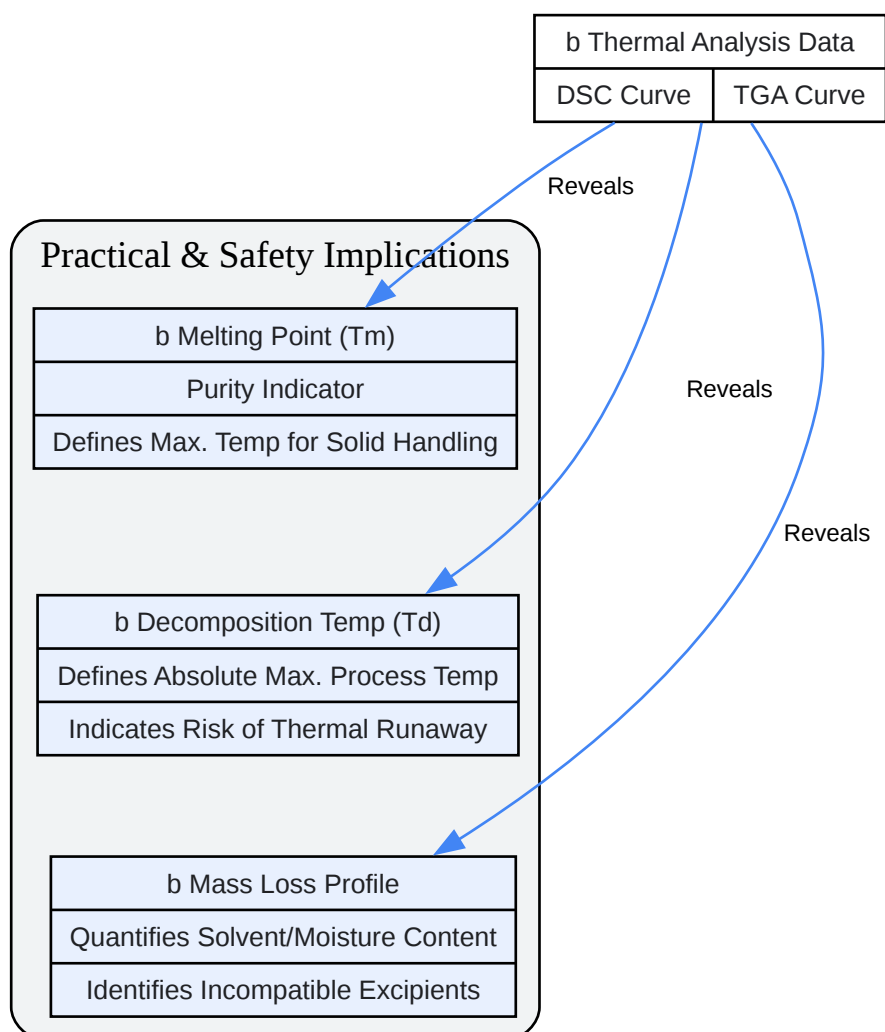 b Thermal Analysis Data
DSC Curve
TGA Curve
Reveals
Practical & Safety Implications
b Melting Point (Tm)
Purity Indicator
Defines Max. Temp for Solid Handling
Reveals
Reveals
b Decomposition Temp (Td)
Defines Absolute Max. Process Temp
Indicates Risk of Thermal Runaway
b Mass Loss Profile
Quantifies Solvent/Moisture Content
Identifies Incompatible Excipients